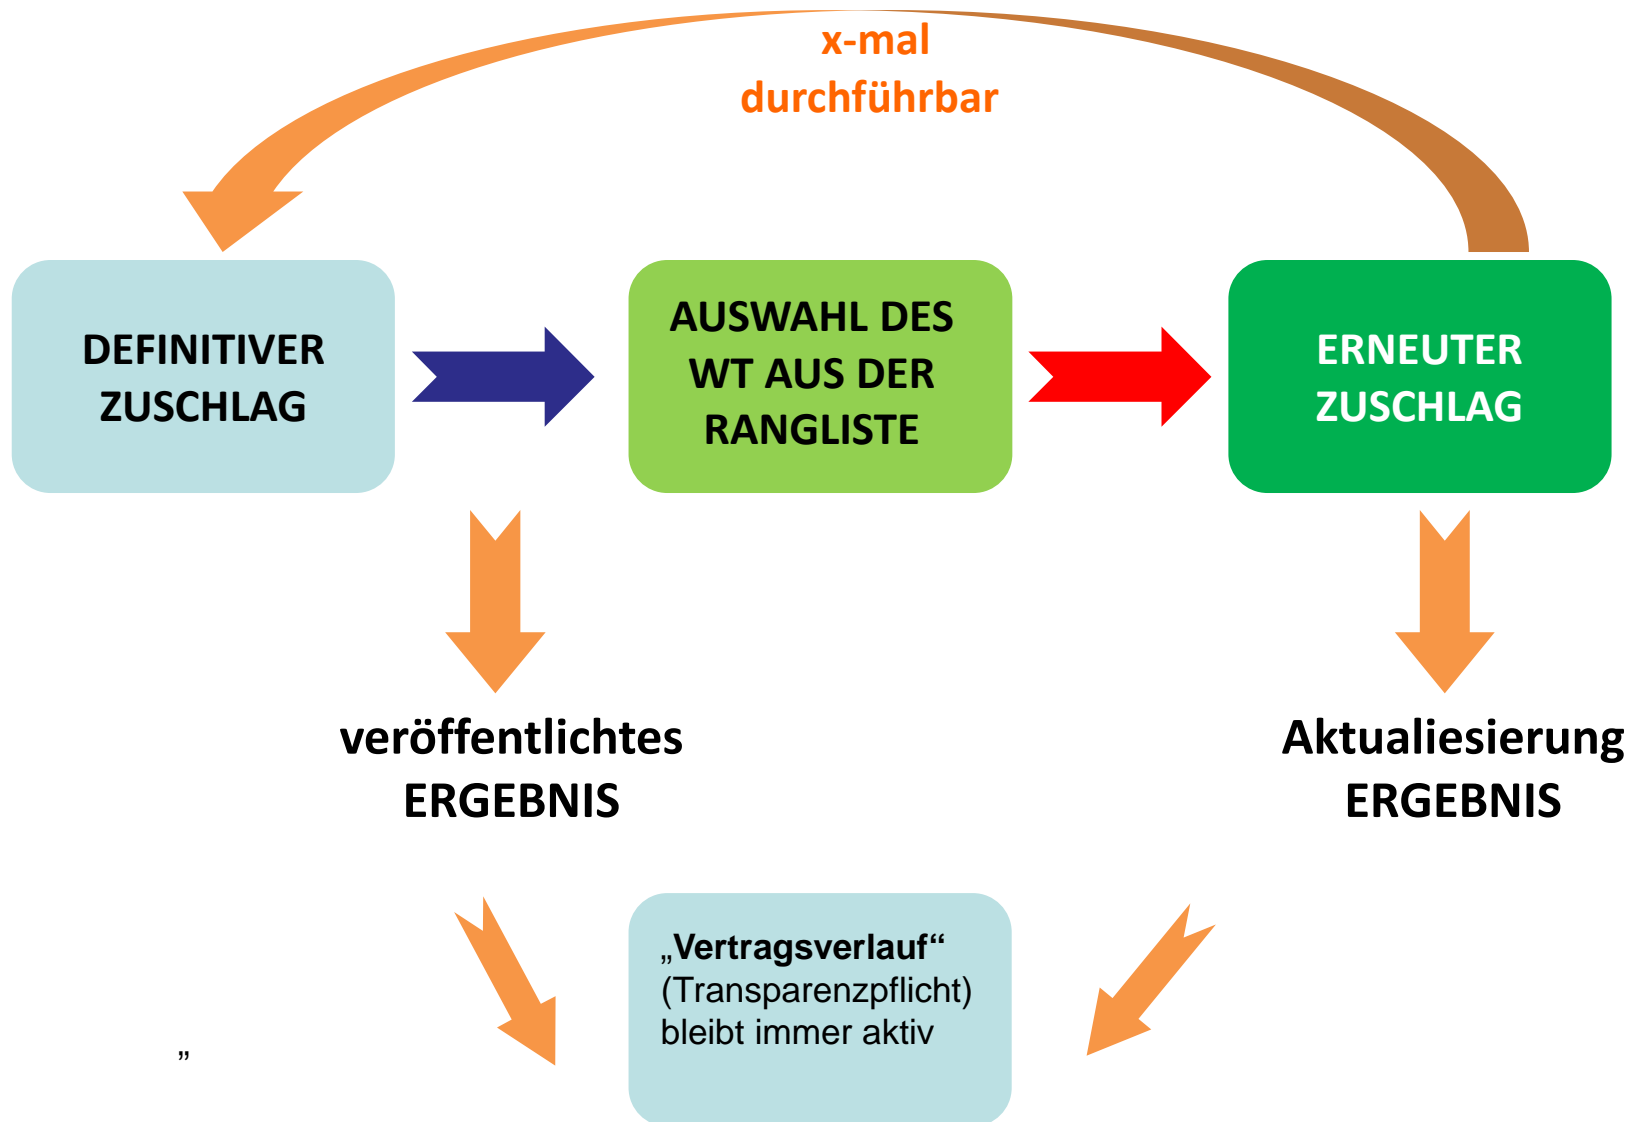 x-mal
durchführbar
DEFINITIVER
ZUSCHLAG
AUSWAHL DES
WT AUS DER
RANGLISTE
ERNEUTER
ZUSCHLAG
veröffentlichtes
ERGEBNIS
Aktualiesierung
ERGEBNIS
„Vertragsverlauf“
(Transparenzpflicht)
bleibt immer aktiv
„